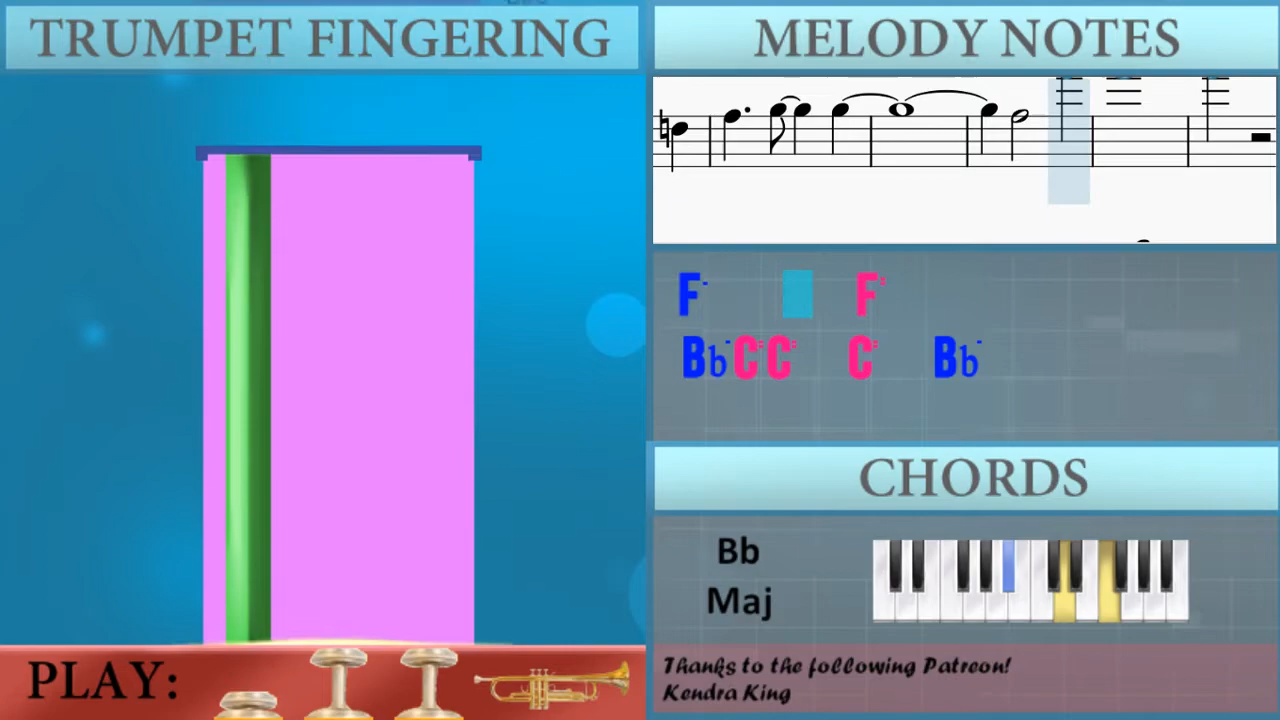 TRUMPET FINGERING
MELODY NOTES
F
F
Bb C C C Bb
CHORDS
Bb
Maj
PLAY:
Thanks to the following Patreon!
Kendra King